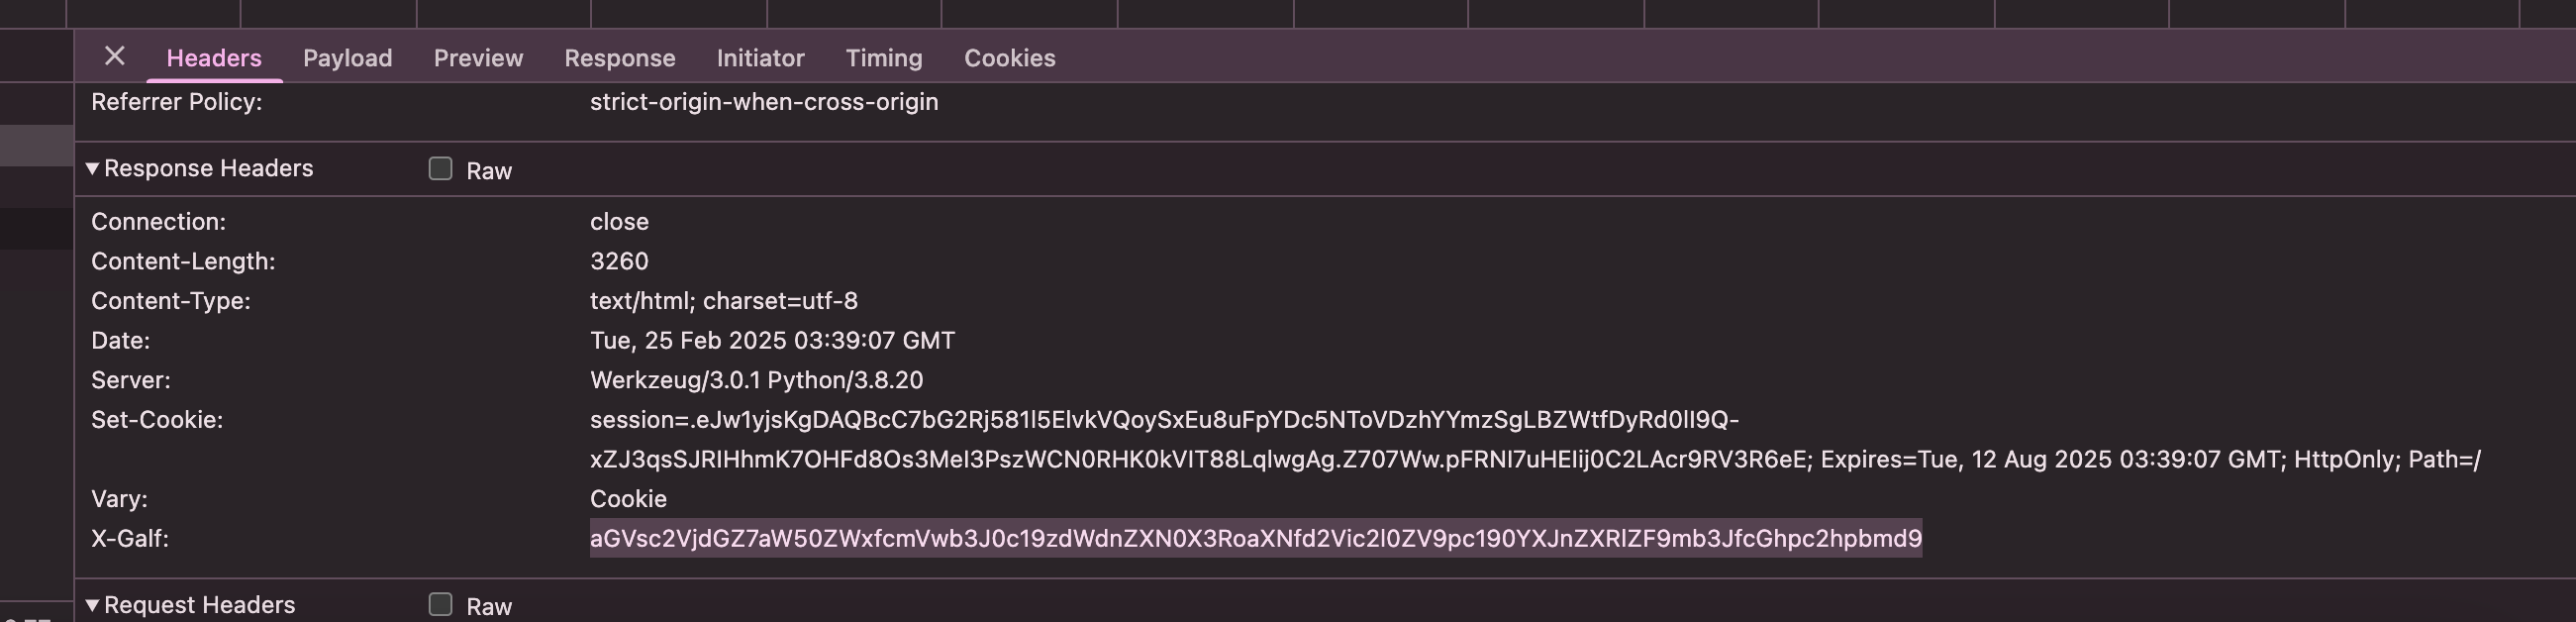 Headers Payload Preview Response Initiator Timing Cookies
Referrer Policy: strict-origin-when-cross-origin
Response Headers Raw
Connection: close
Content-Length: 3260
Content-Type: text/html; charset=utf-8
Date: Tue, 25 Feb 2025 03:39:07 GMT
Server: Werkzeug/3.0.1 Python/3.8.20
Set-Cookie: session=.eJw1yjsKgDAQBcC7bG2Rj581l5ElvkVQoySxEu8uFpYDc5NToVDzhYYmzSgLBZWtfDyRd0lI9Q-
xZJ3qsSJRIHhmK7OHFd8Os3MeI3PszWCN0RHK0kVIT88LqlwgAg.Z707Ww.pFRNl7uHEIij0C2LAcr9RV3R6eE; Expires=Tue, 12 Aug 2025 03:39:07 GMT; HttpOnly; Path=/
Vary: Cookie
X-Galf: aGVsc2VjdGZ7aW50ZWxfcmVwb3J0c19zdWdnZXN0X3RoaXNfd2Vic2l0ZV9pc190YXJnZXRlZF9mb3JfcGhpc2hpbmd9
Request Headers Raw